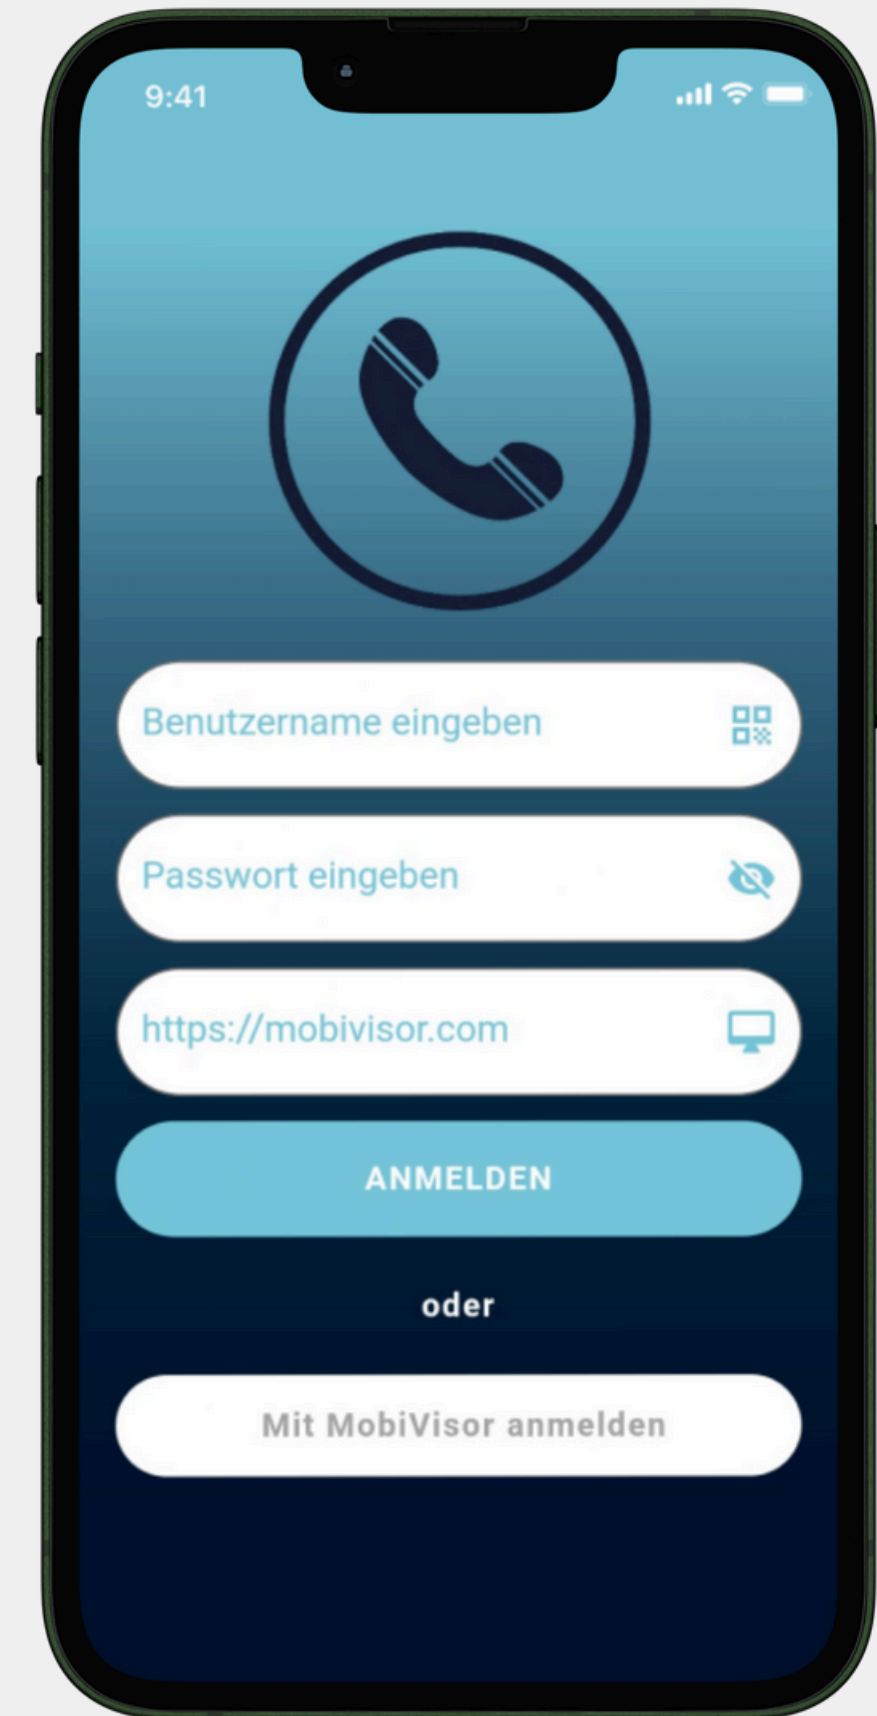 9:41
Benutzername eingeben
Passwort eingeben
https://mobivisor.com
ANMELDEN
oder
Mit MobiVisor anmelden